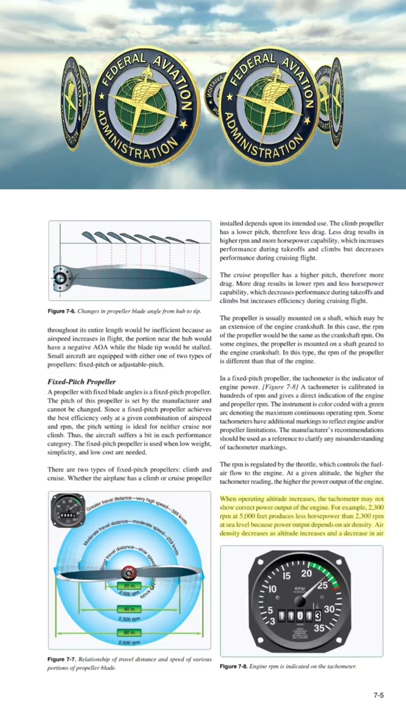 FEDERAL AVIATION
ADMINISTRATION
FEDERAL AVIATION
ADMINISTRATION
Figure 7-6. Changes in propeller blade angle from hub to tip.
throughout its entire length would be inefficient because as
airspeed increases in flight, the portion near the hub would
have a negative AOA while the blade tip would be stalled.
Small aircraft are equipped with either one of two types of
propellers: fixed-pitch or adjustable-pitch.
Fixed-Pitch Propeller
A propeller with fixed blade angles is a fixed-pitch propeller.
The pitch of this propeller is set by the manufacturer and
cannot be changed. Since a fixed-pitch propeller achieves
the best efficiency only at a given combination of airspeed
and rpm, the pitch setting is ideal for neither cruise nor
climb. Thus, the aircraft suffers a bit in each performance
category. The fixed-pitch propeller is used when low weight,
simplicity, and low cost are needed.
There are two types of fixed-pitch propellers: climb and
cruise. Whether the airplane has a climb or cruise propeller
Greater travel distance—very high speed—389 knots
Moderate travel distance—moderate speed—259 knots
2,500 rpm
2,500 rpm
2,500 rpm
Figure 7-7. Relationship of travel distance and speed of various
portions of propeller blade.
installed depends upon its intended use. The climb propeller
has a lower pitch, therefore less drag. Less drag results in
higher rpm and more horsepower capability, which increases
performance during takeoffs and climbs but decreases
performance during cruising flight.
The cruise propeller has a higher pitch, therefore more
drag. More drag results in lower rpm and less horsepower
capability, which decreases performance during takeoffs and
climbs but increases efficiency during cruising flight.
The propeller is usually mounted on a shaft, which may be
an extension of the engine crankshaft. In this case, the rpm
of the propeller would be the same as the crankshaft rpm. On
some engines, the propeller is mounted on a shaft geared to
the engine crankshaft. In this type, the rpm of the propeller
is different than that of the engine.
In a fixed-pitch propeller, the tachometer is the indicator of
engine power. [Figure 7-8] A tachometer is calibrated in
hundreds of rpm and gives a direct indication of the engine
and propeller rpm. The instrument is color coded with a green
arc denoting the maximum continuous operating rpm. Some
tachometers have additional markings to reflect engine and/or
propeller limitations. The manufacturer's recommendations
should be used as a reference to clarify any misunderstanding
of tachometer markings.
The rpm is regulated by the throttle, which controls the fuel-
air flow to the engine. At a given altitude, the higher the
tachometer reading, the higher the power output of the engine.
When operating altitude increases, the tachometer may not
show correct power output of the engine. For example, 2,300
rpm at 5,000 feet produces less horsepower than 2,300 rpm
at sea level because power output depends on air density. Air
density decreases as altitude increases and a decrease in air
5 10 15 20 25 30 35
RPM
Figure 7-8. Engine rpm is indicated on the tachometer.
7-5